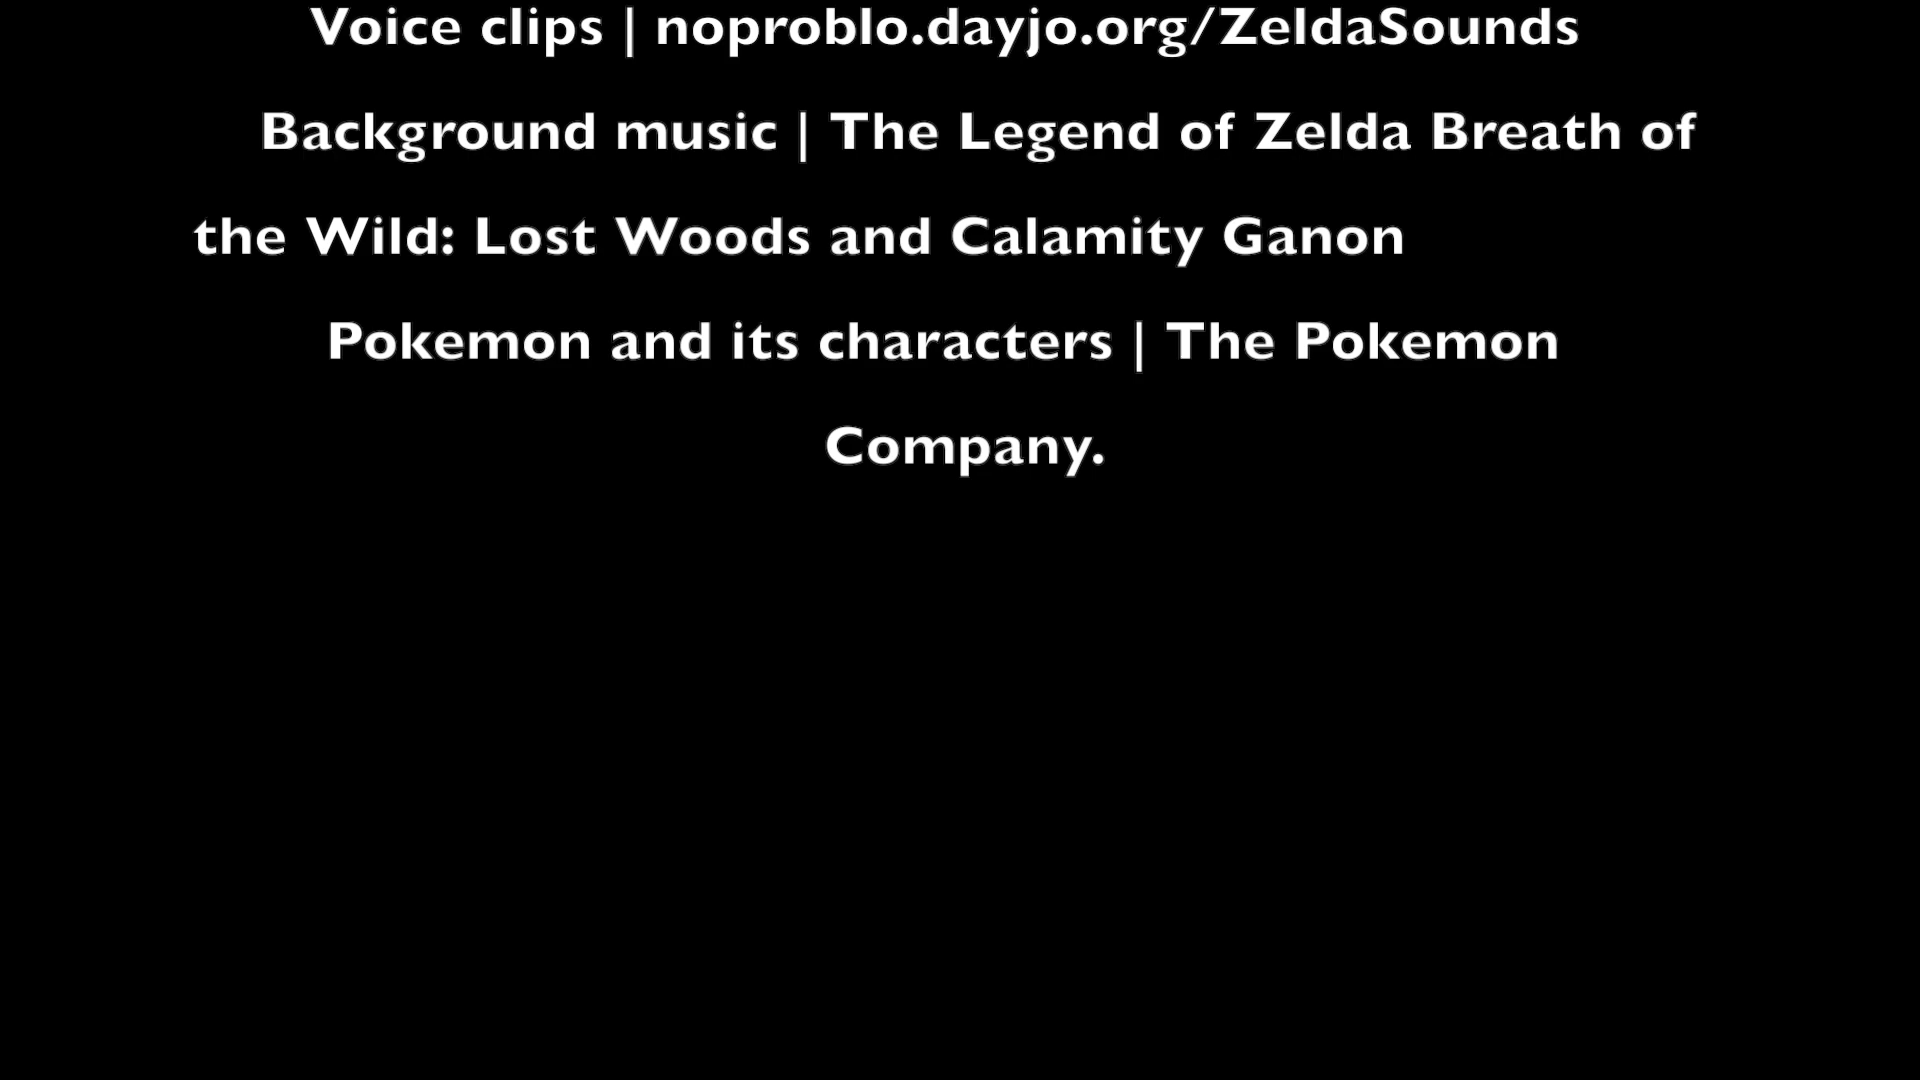 Voice clips | noproblo.dayjo.org/ZeldaSounds
Background music | The Legend of Zelda Breath of
the Wild: Lost Woods and Calamity Ganon
Pokemon and its characters | The Pokemon
Company.